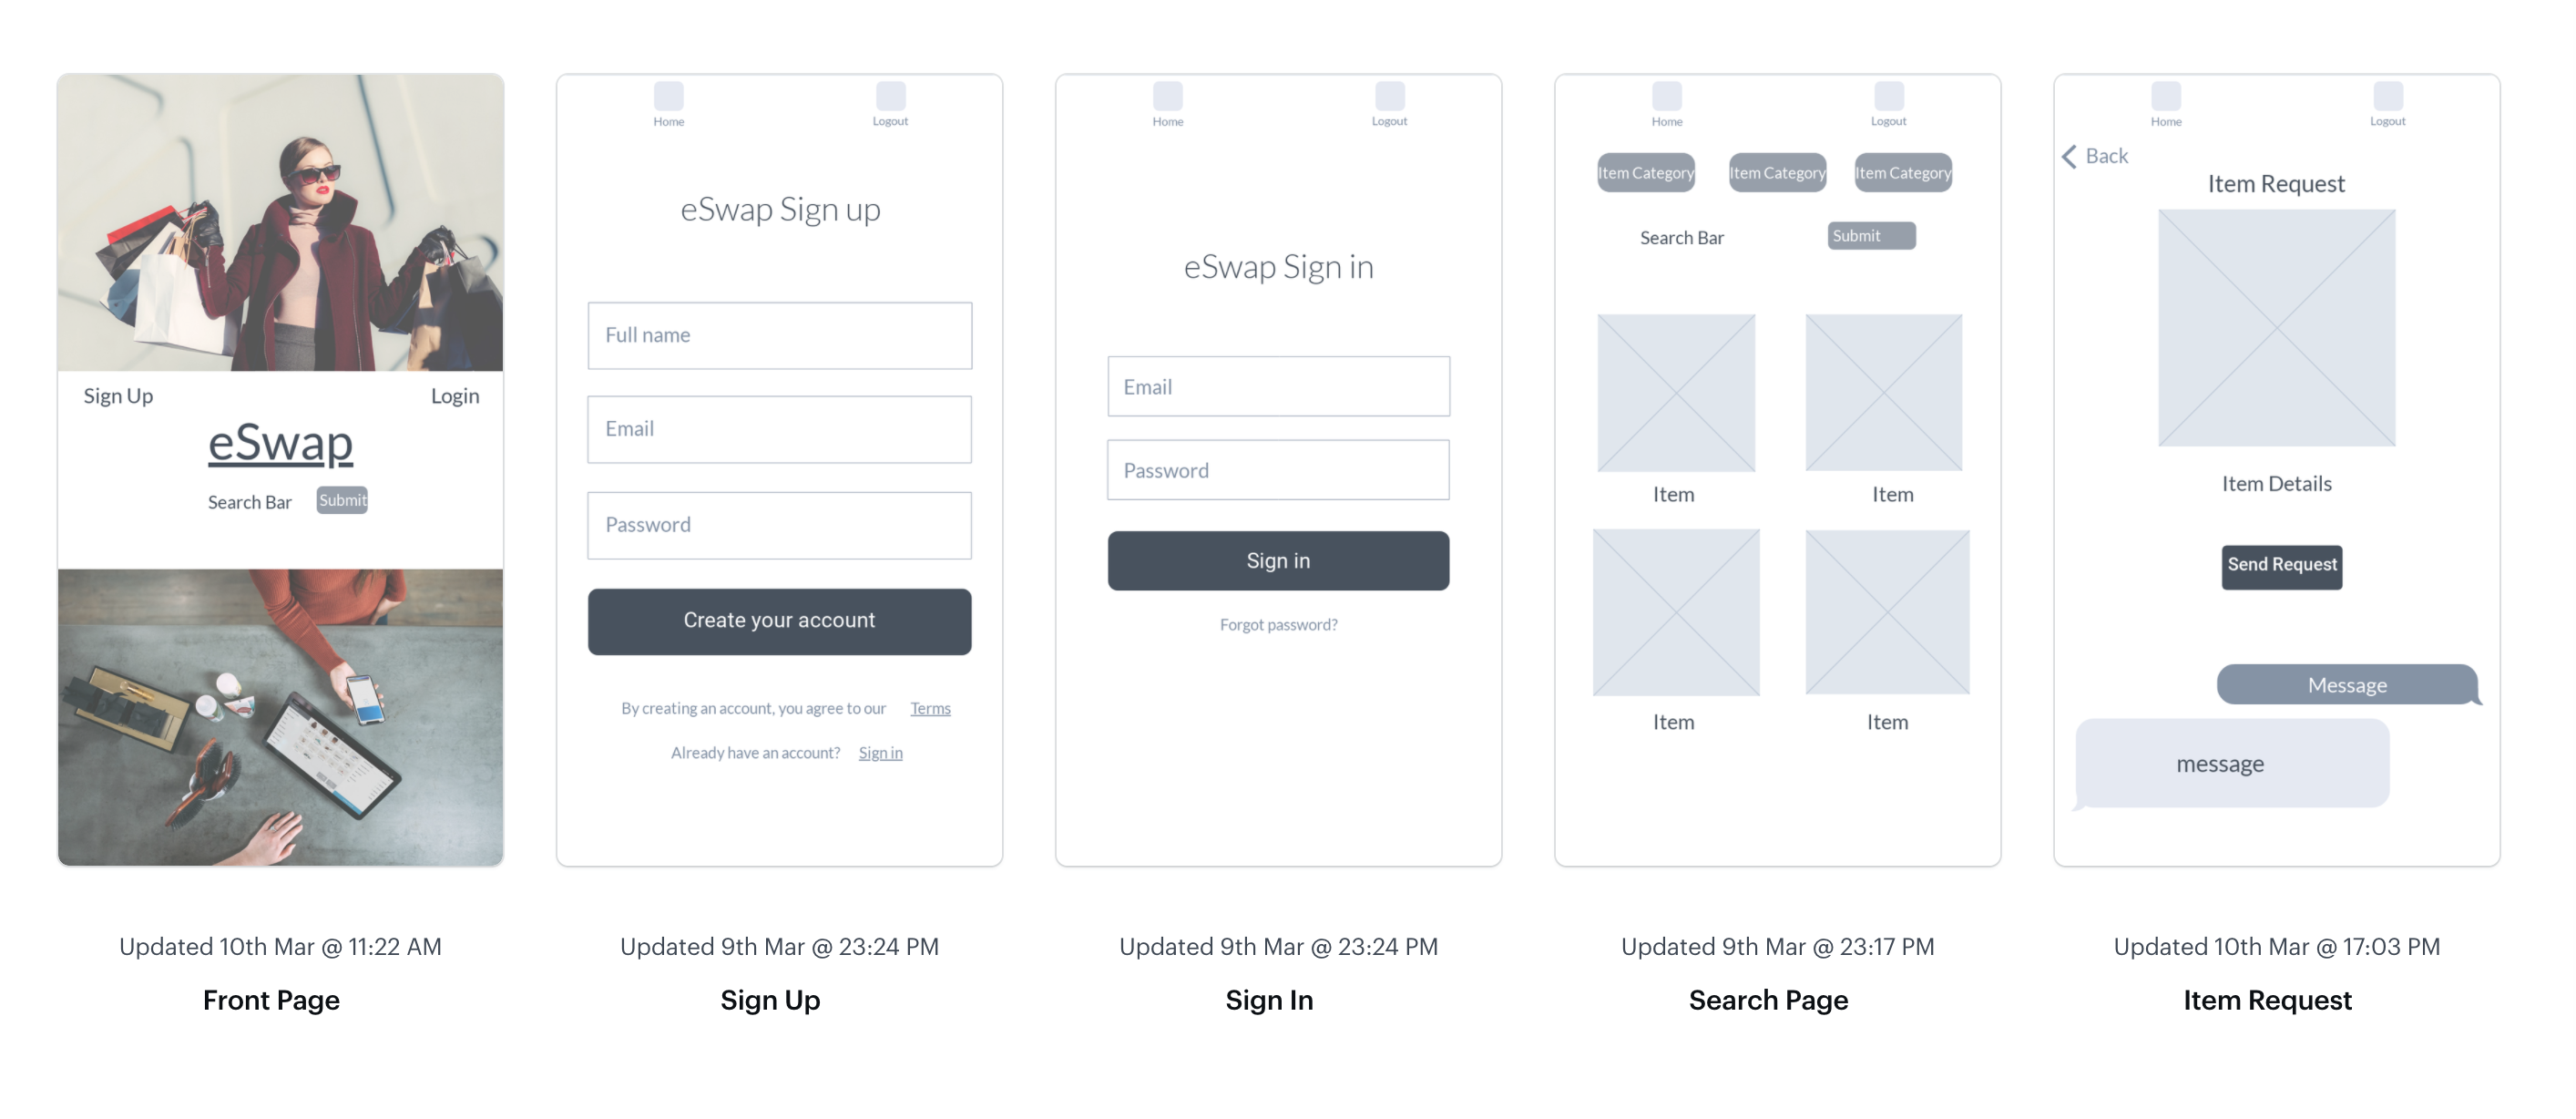 Sign Up
Login
eSwap
Search Bar
Submit
Updated 10th Mar @ 11:22 AM
Front Page
Home
Logout
eSwap Sign up
Full name
Email
Password
Create your account
By creating an account, you agree to our Terms
Already have an account? Sign in
Updated 9th Mar @ 23:24 PM
Sign Up
Home
Logout
eSwap Sign in
Email
Password
Sign in
Forgot password?
Updated 9th Mar @ 23:24 PM
Sign In
Home
Logout
Item Category
Item Category
Item Category
Search Bar
Submit
Item
Item
Item
Item
Updated 9th Mar @ 23:17 PM
Search Page
Home
Logout
Back
Item Request
Item Details
Send Request
Message
message
Updated 10th Mar @ 17:03 PM
Item Request